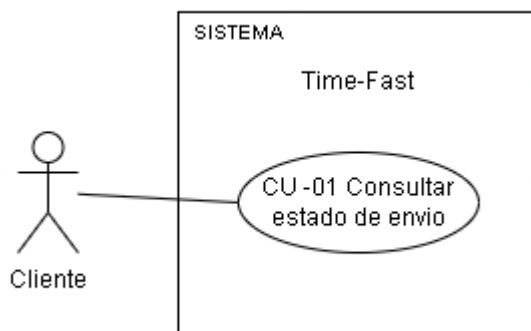 SISTEMA
Time-Fast
CU -01 Consultar
estado de envio
Cliente